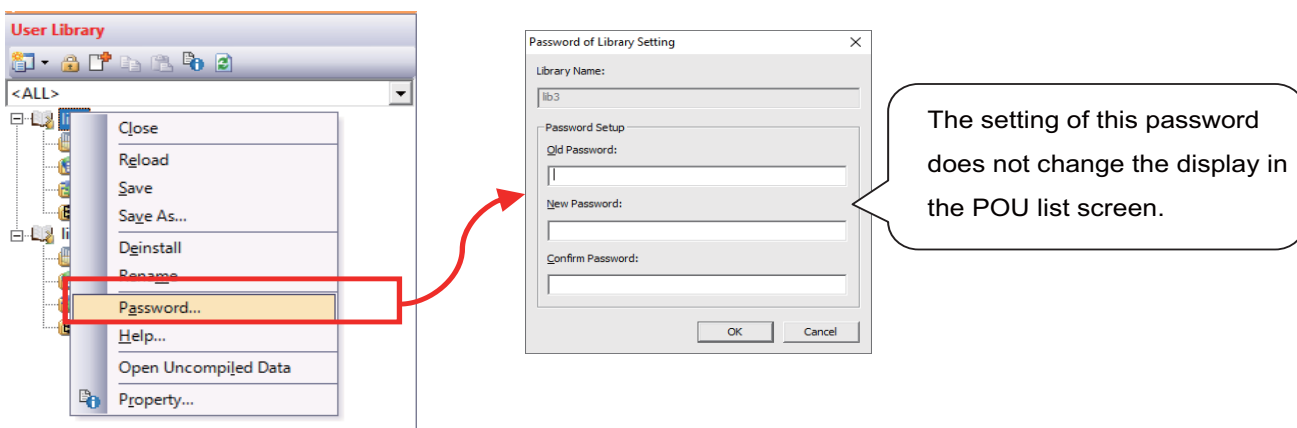 User Library
<ALL>
Close
Reload
Save
Save As...
Deinstall
Rename
Password...
Help...
Open Uncompiled Data
Property...
Password of Library Setting
Library Name:
lib3
Password Setup
Old Password:
New Password:
Confirm Password:
OK Cancel
The setting of this password
does not change the display in
the POU list screen.